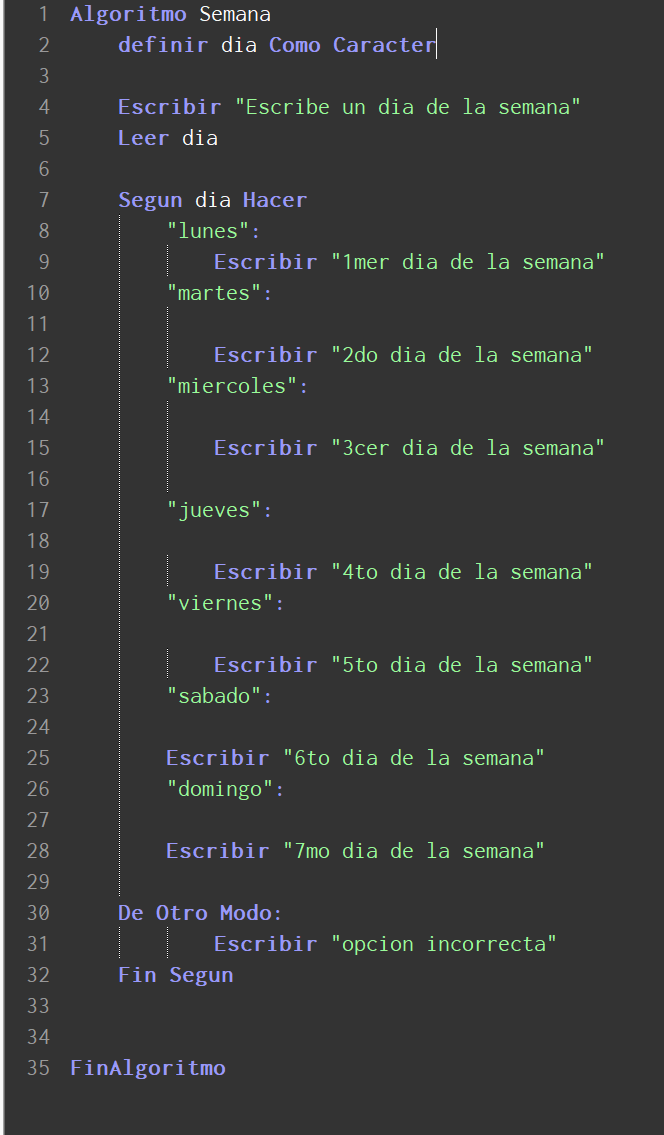 1 Algoritmo Semana
2 definir dia Como Caracter
3
4 Escribir "Escribe un dia de la semana"
5 Leer dia
6
7 Segun dia Hacer
8 "lunes":
9 Escribir "1mer dia de la semana"
10 "martes":
11
12 Escribir "2do dia de la semana"
13 "miercoles":
14
15 Escribir "3cer dia de la semana"
16
17 "jueves":
18
19 Escribir "4to dia de la semana"
20 "viernes":
21
22 Escribir "5to dia de la semana"
23 "sabado":
24
25 Escribir "6to dia de la semana"
26 "domingo":
27
28 Escribir "7mo dia de la semana"
29
30 De Otro Modo:
31 Escribir "opcion incorrecta"
32 Fin Segun
33
34
35 FinAlgoritmo